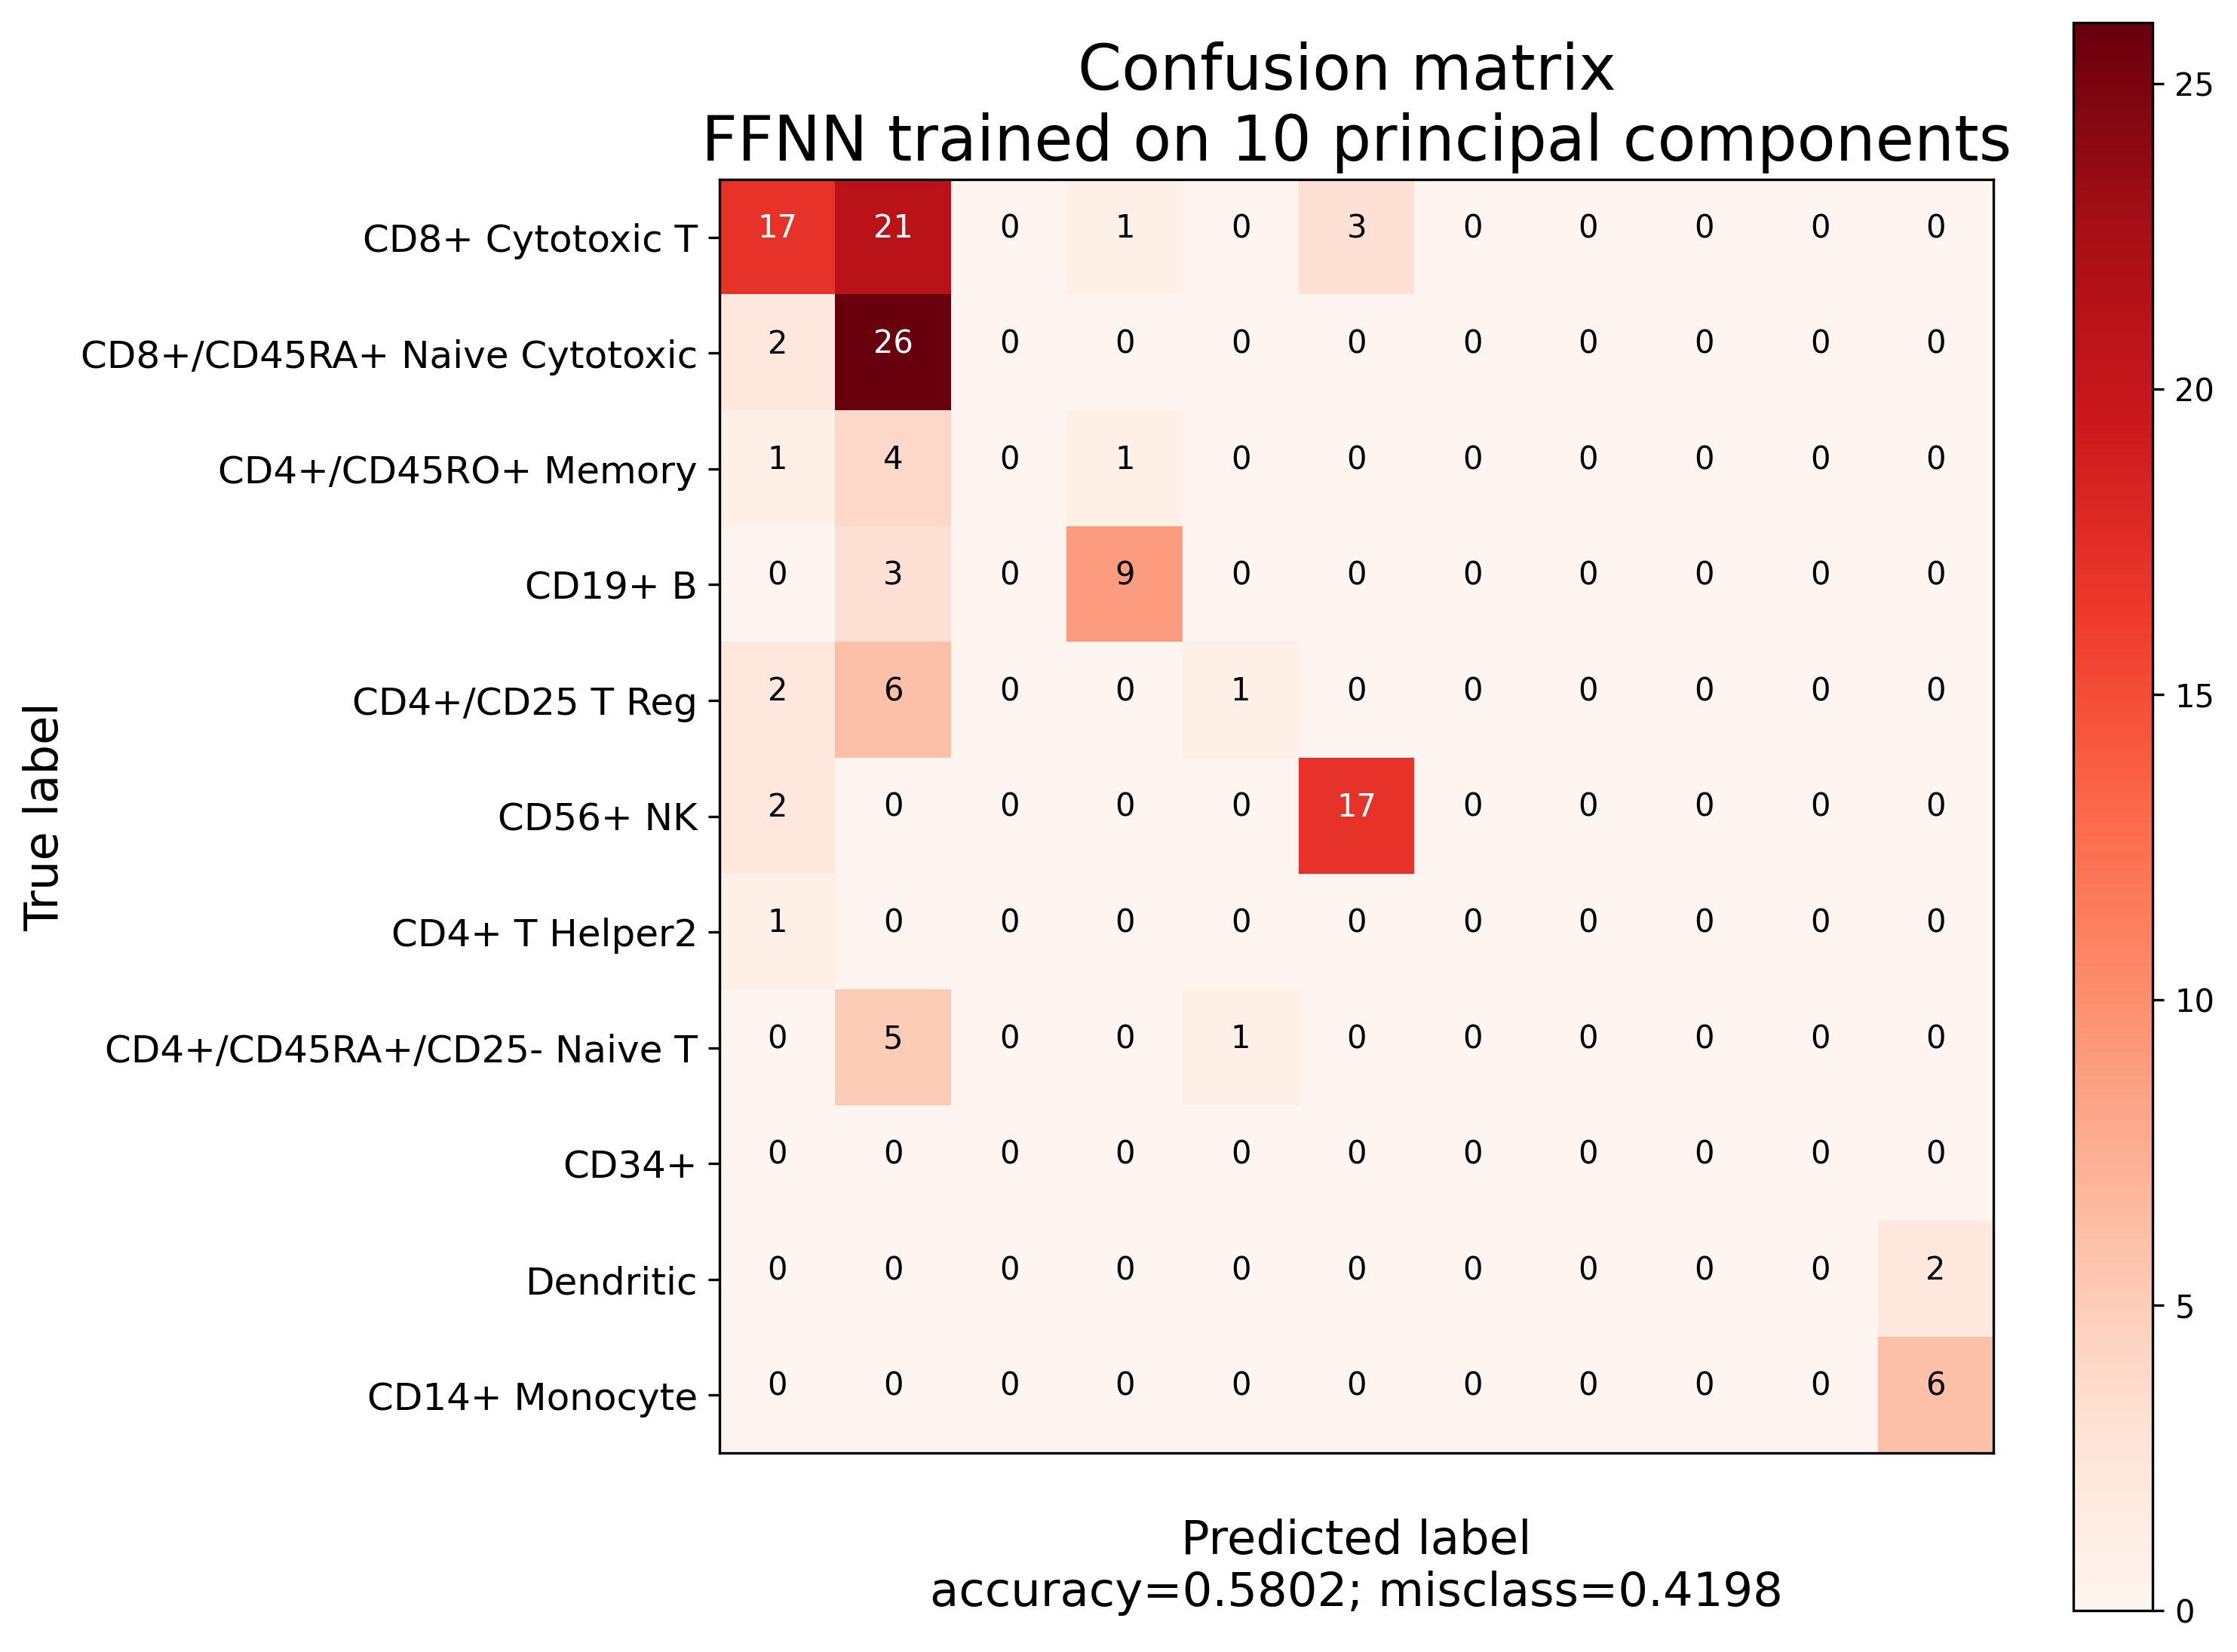 Confusion matrix
FFNN trained on 10 principal components
CD8+ Cytotoxic T 17 21 0 1 0 3 0 0 0 0 0
CD8+/CD45RA+ Naive Cytotoxic 2 26 0 0 0 0 0 0 0 0 0
CD4+/CD45RO+ Memory 1 4 0 1 0 0 0 0 0 0 0
CD19+ B 0 3 0 9 0 0 0 0 0 0 0
CD4+/CD25 T Reg 2 6 0 0 1 0 0 0 0 0 0
CD56+ NK 2 0 0 0 0 17 0 0 0 0 0
CD4+ T Helper2 1 0 0 0 0 0 0 0 0 0 0
CD4+/CD45RA+/CD25- Naive T 0 5 0 0 1 0 0 0 0 0 0
CD34+ 0 0 0 0 0 0 0 0 0 0 0
Dendritic 0 0 0 0 0 0 0 0 0 0 2
CD14+ Monocyte 0 0 0 0 0 0 0 0 0 0 6
True label
Predicted label
accuracy=0.5802; misclass=0.4198
25
20
15
10
5
0